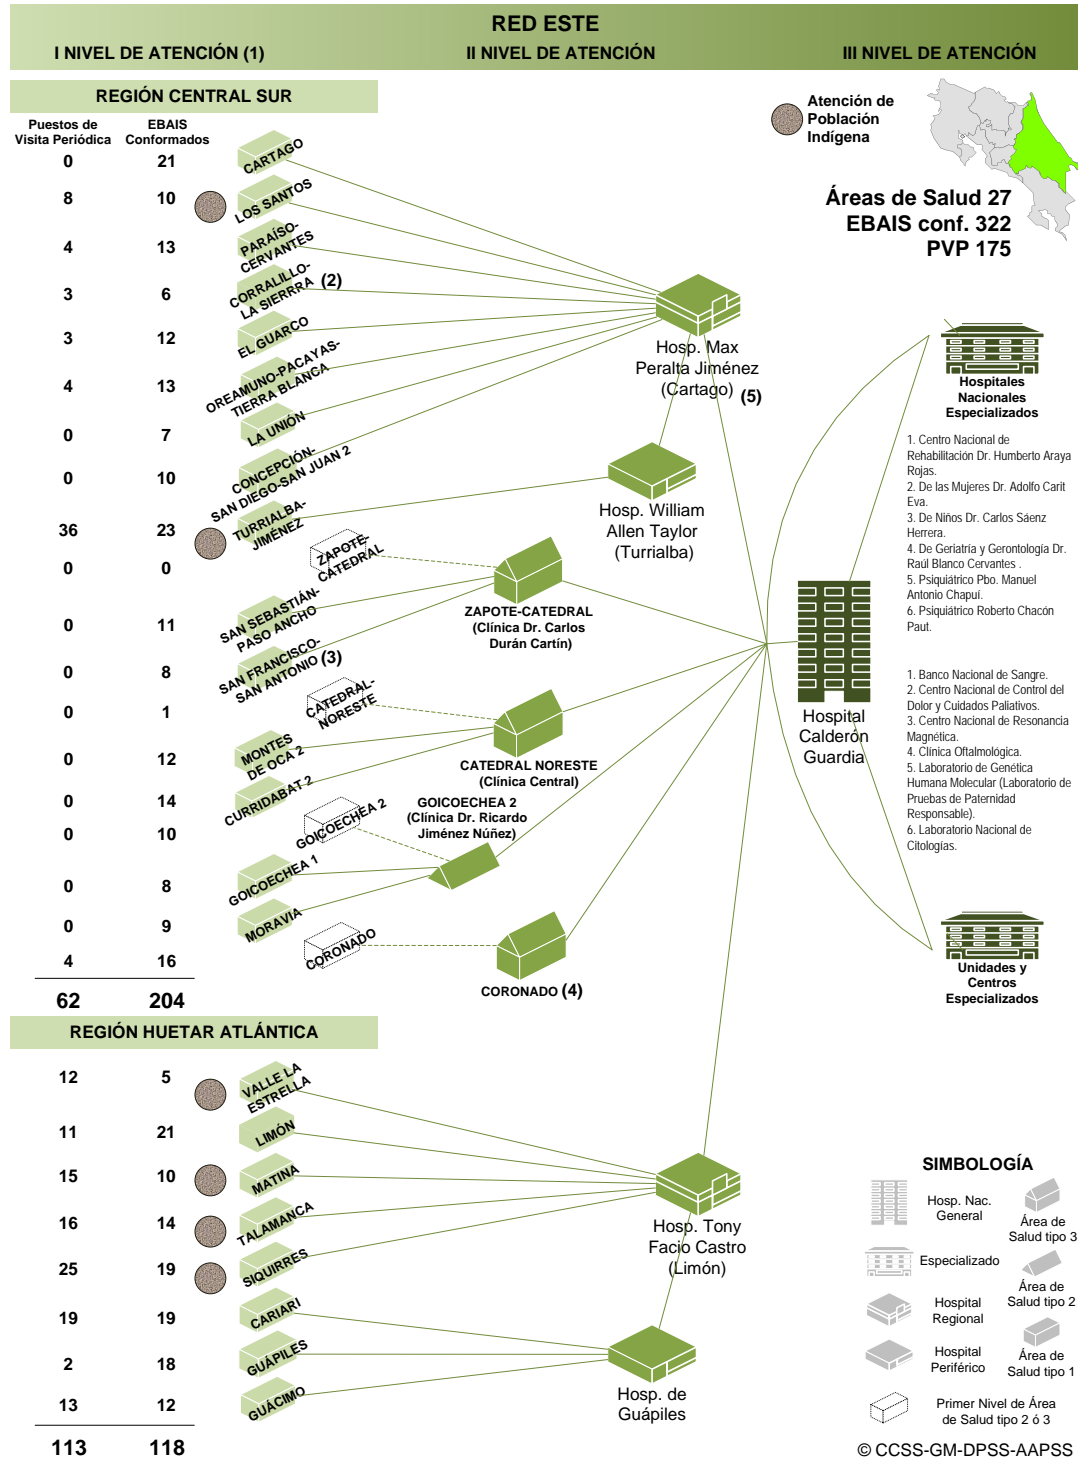 RED ESTE
I NIVEL DE ATENCIÓN (1)
II NIVEL DE ATENCIÓN
III NIVEL DE ATENCIÓN
REGIÓN CENTRAL SUR
Puestos de
Visita Periódica
EBAIS
Conformados
0 21 CARTAGO
8 10 LOS SANTOS
4 13 PARAÍSO-
CERVANTES
3 6 CORRALILLO-
LA SIERRRA (2)
3 12 EL GUARCO
4 13 OREAMUNO-PACAYAS-
TIERRA BLANCA
0 7 LA UNIÓN
0 10 CONCEPCIÓN-
SAN DIEGO-SAN JUAN 2
36 23 TURRIALBA-
JIMÉNEZ
0 0 ZAPOTE-
CATEDRAL
0 11 SAN SEBASTIÁN-
PASO ANCHO
0 8 SAN FRANCISCO-
SAN ANTONIO (3)
0 1 CATEDRAL-
NORESTE
0 12 MONTES
DE OCA 2
0 14 CURRIDABAT 2
0 10 GOICOECHEA 2
0 8 GOICOECHEA 1
0 9 MORAVIA
4 16 CORONADO
62 204
Hosp. Max
Peralta Jiménez
(Cartago) (5)
Hosp. William
Allen Taylor
(Turrialba)
ZAPOTE-CATEDRAL
(Clínica Dr. Carlos
Durán Cartín)
CATEDRAL NORESTE
(Clínica Central)
GOICOECHEA 2
(Clínica Dr. Ricardo
Jiménez Núñez)
CORONADO (4)
Atención de
Población
Indígena
Áreas de Salud 27
EBAIS conf. 322
PVP 175
Hospitales
Nacionales
Especializados
1. Centro Nacional de
Rehabilitación Dr. Humberto Araya
Rojas.
2. De las Mujeres Dr. Adolfo Carit
Eva.
3. De Niños Dr. Carlos Sáenz
Herrera.
4. De Geriatría y Gerontología Dr.
Raúl Blanco Cervantes .
5. Psiquiátrico Pbo. Manuel
Antonio Chapuí.
6. Psiquiátrico Roberto Chacón
Paut.
Hospital
Calderón
Guardia
1. Banco Nacional de Sangre.
2. Centro Nacional de Control del
Dolor y Cuidados Paliativos.
3. Centro Nacional de Resonancia
Magnética.
4. Clínica Oftalmológica.
5. Laboratorio de Genética
Humana Molecular (Laboratorio de
Pruebas de Paternidad
Responsable).
6. Laboratorio Nacional de
Citologías.
Unidades y
Centros
Especializados
REGIÓN HUETAR ATLÁNTICA
12 5 VALLE LA
ESTRELLA
11 21 LIMÓN
15 10 MATINA
16 14 TALAMANCA
25 19 SIQUIRRES
19 19 CARIARI
2 18 GUÁPILES
13 12 GUÁCIMO
113 118
Hosp. Tony
Facio Castro
(Limón)
Hosp. de
Guápiles
SIMBOLOGÍA
Hosp. Nac.
General
Área de
Salud tipo 3
Especializado
Área de
Salud tipo 2
Hospital
Regional
Hospital
Periférico
Área de
Salud tipo 1
Primer Nivel de Área
de Salud tipo 2 ó 3
© CCSS-GM-DPSS-AAPSS